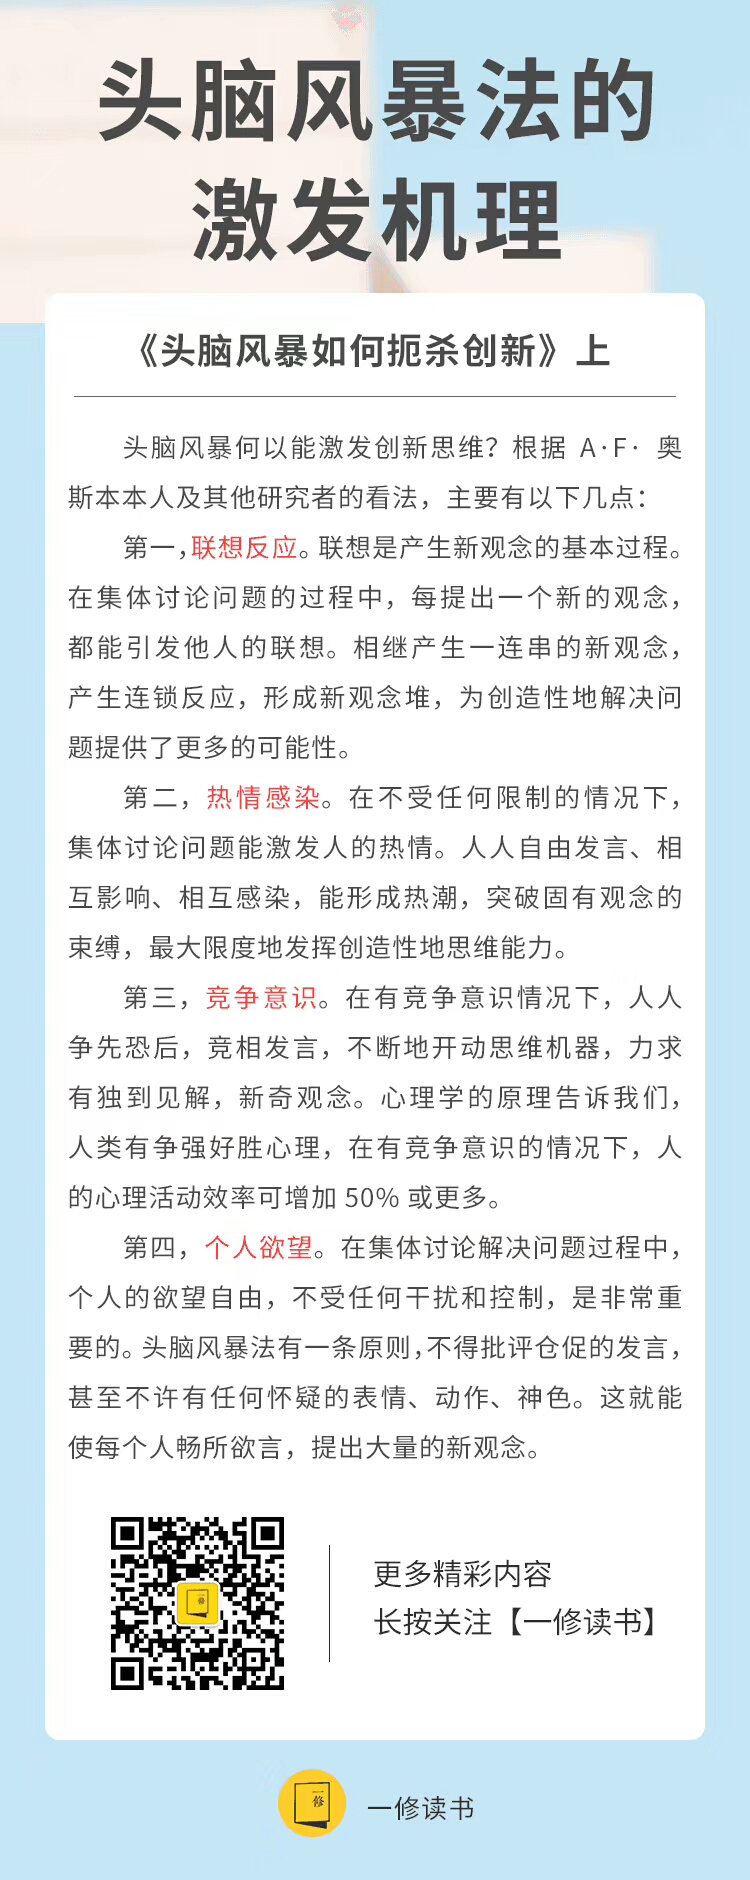 头脑风暴法的
激发机理
《头脑风暴如何扼杀创新》上
头脑风暴何以能激发创新思维？根据 A·F· 奥
斯本本人及其他研究者的看法，主要有以下几点：
第一，联想反应。联想是产生新观念的基本过程。
在集体讨论问题的过程中，每提出一个新的观念，
都能引发他人的联想。相继产生一连串的新观念，
产生连锁反应，形成新观念堆，为创造性地解决问
题提供了更多的可能性。
第二，热情感染。在不受任何限制的情况下，
集体讨论问题能激发人的热情。人人自由发言、相
互影响、相互感染，能形成热潮，突破固有观念的
束缚，最大限度地发挥创造性地思维能力。
第三，竞争意识。在有竞争意识情况下，人人
争先恐后，竞相发言，不断地开动思维机器，力求
有独到见解，新奇观念。心理学的原理告诉我们，
人类有争强好胜心理，在有竞争意识的情况下，人
的心理活动效率可增加 50% 或更多。
第四，个人欲望。在集体讨论解决问题过程中，
个人的欲望自由，不受任何干扰和控制，是非常重
要的。头脑风暴法有一条原则，不得批评仓促的发言，
甚至不许有任何怀疑的表情、动作、神色。这就能
使每个人畅所欲言，提出大量的新观念。
更多精彩内容
长按关注【一修读书】
一修
一修读书